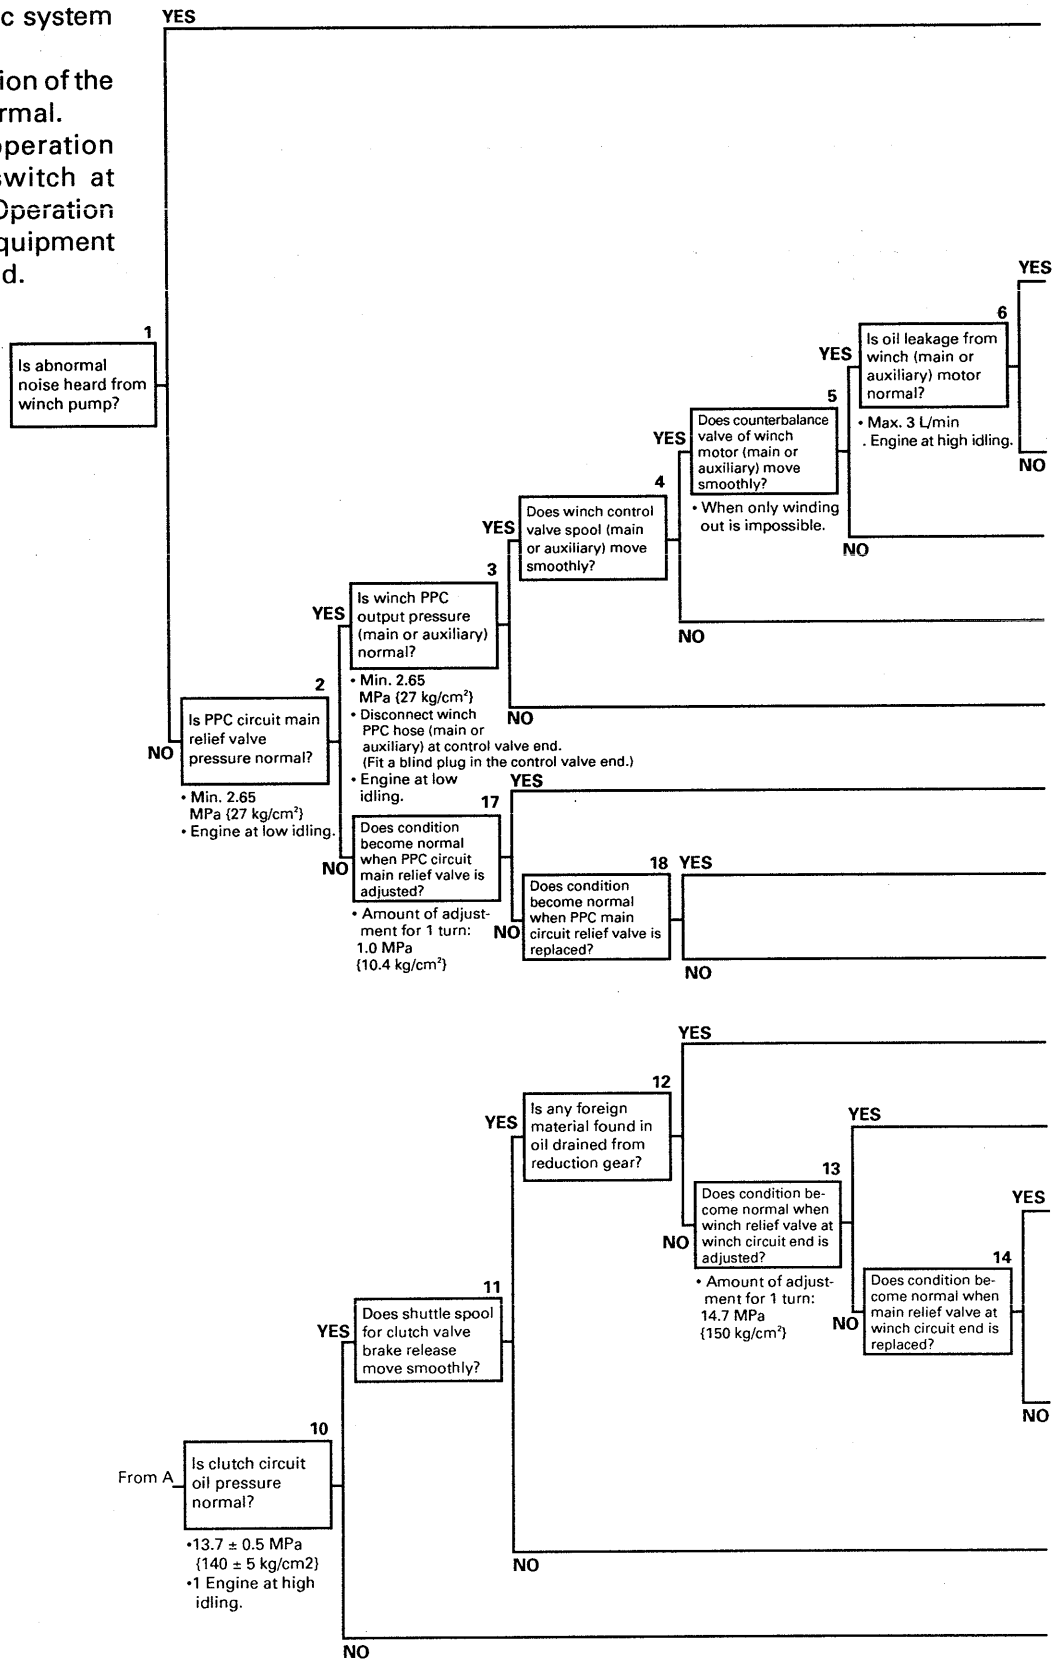 c system
ion of the
rmal.
operation
switch at
Operation
quipment
d.
YES
1
Is abnormal
noise heard from
winch pump?
NO
2
Is PPC circuit main
relief valve
pressure normal?
• Min. 2.65
MPa {27 kg/cm²}
• Engine at low idling.
YES
3
Is winch PPC
output pressure
(main or auxiliary)
normal?
• Min. 2.65
MPa {27 kg/cm²}
• Disconnect winch
PPC hose (main or
auxiliary) at control valve end.
(Fit a blind plug in the control valve end.)
• Engine at low
idling.
YES
4
Does winch control
valve spool (main
or auxiliary) move
smoothly?
YES
5
Does counterbalance
valve of winch
motor (main or
auxiliary) move
smoothly?
• When only winding
out is impossible.
YES
6
Is oil leakage from
winch (main or
auxiliary) motor
normal?
• Max. 3 L/min
. Engine at high idling.
YES
NO
NO
NO
NO
NO
17
Does condition
become normal
when PPC circuit
main relief valve is
adjusted?
• Amount of adjust-
ment for 1 turn:
1.0 MPa
{10.4 kg/cm²}
YES
NO
18
Does condition
become normal
when PPC main
circuit relief valve is
replaced?
YES
NO
From A
10
Is clutch circuit
oil pressure
normal?
•13.7 ± 0.5 MPa
{140 ± 5 kg/cm2}
•1 Engine at high
idling.
YES
11
Does shuttle spool
for clutch valve
brake release
move smoothly?
YES
12
Is any foreign
material found in
oil drained from
reduction gear?
YES
NO
13
Does condition be-
come normal when
winch relief valve at
winch circuit end is
adjusted?
• Amount of adjust-
ment for 1 turn:
14.7 MPa
{150 kg/cm²}
YES
NO
14
Does condition be-
come normal when
main relief valve at
winch circuit end is
replaced?
YES
NO
NO
NO